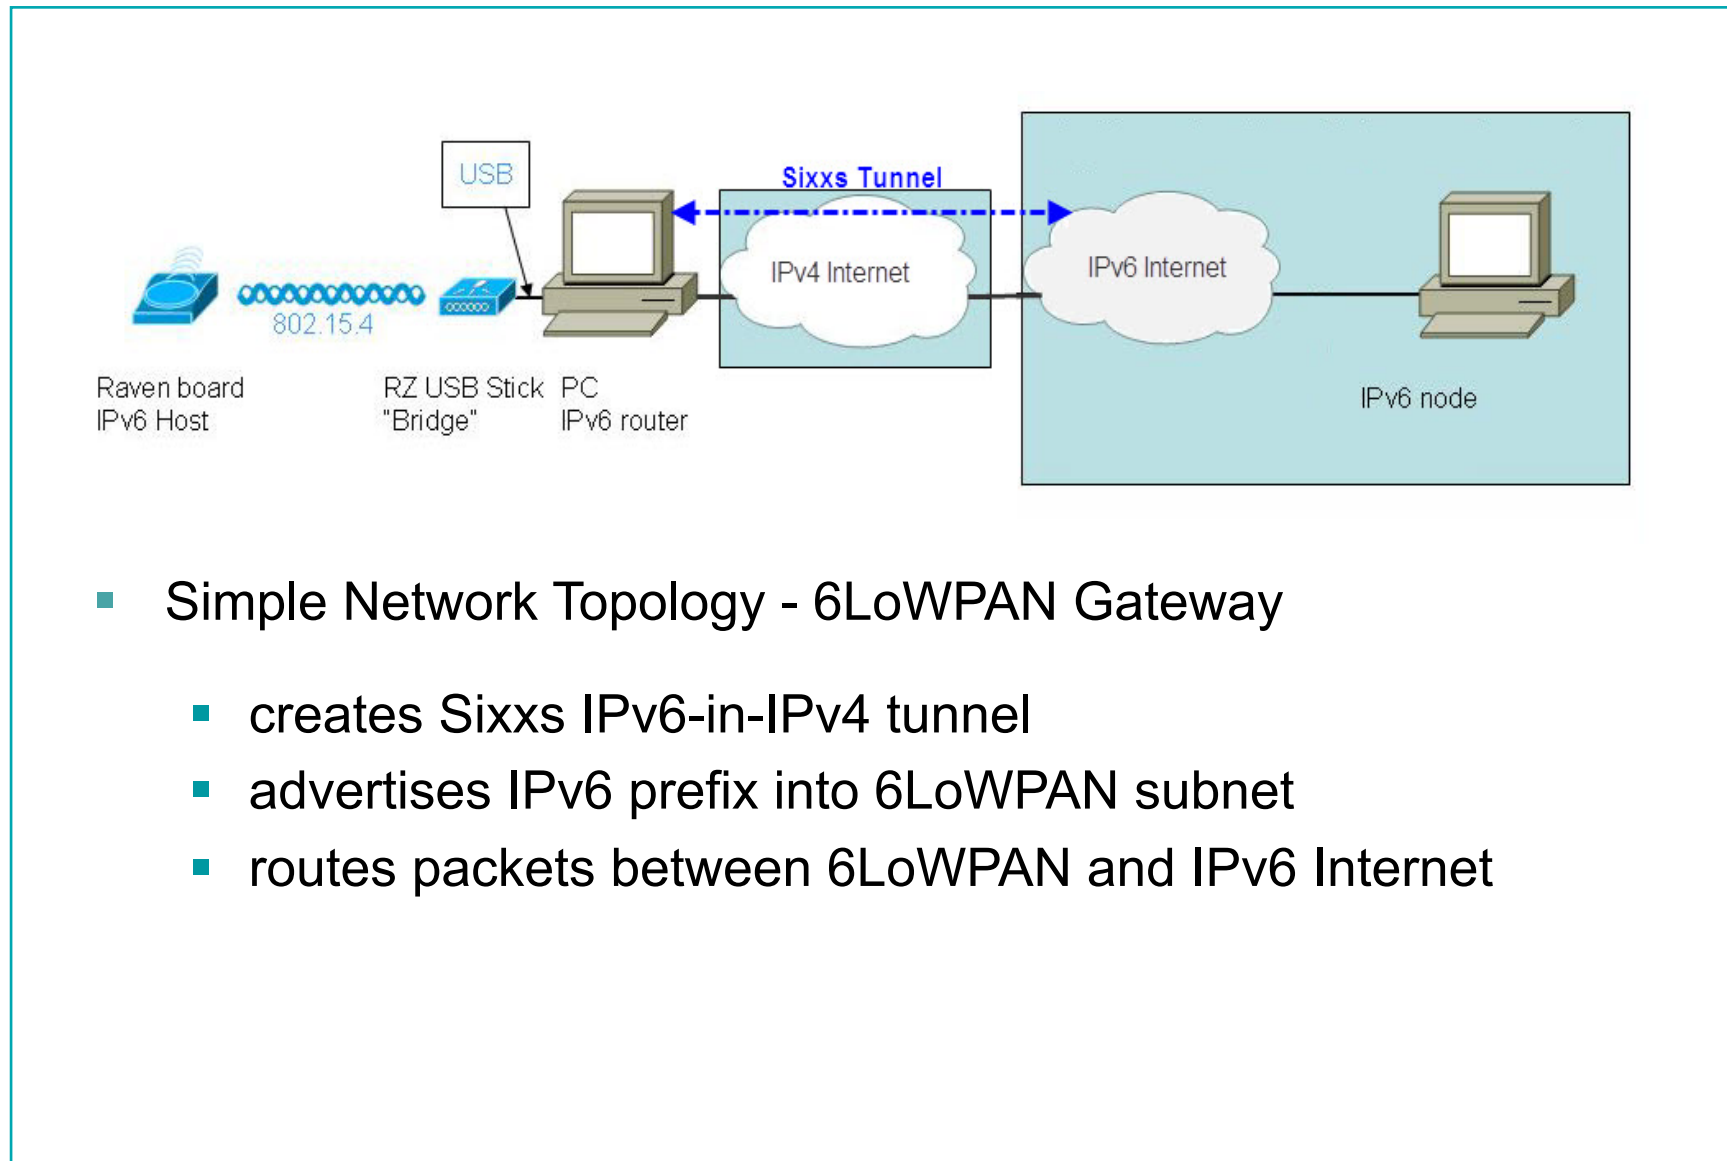 USB
Sixxs Tunnel
IPv4 Internet
IPv6 Internet
802.15.4
Raven board
IPv6 Host
RZ USB Stick
"Bridge"
PC
IPv6 router
IPv6 node
Simple Network Topology - 6LoWPAN Gateway
creates Sixxs IPv6-in-IPv4 tunnel
advertises IPv6 prefix into 6LoWPAN subnet
routes packets between 6LoWPAN and IPv6 Internet